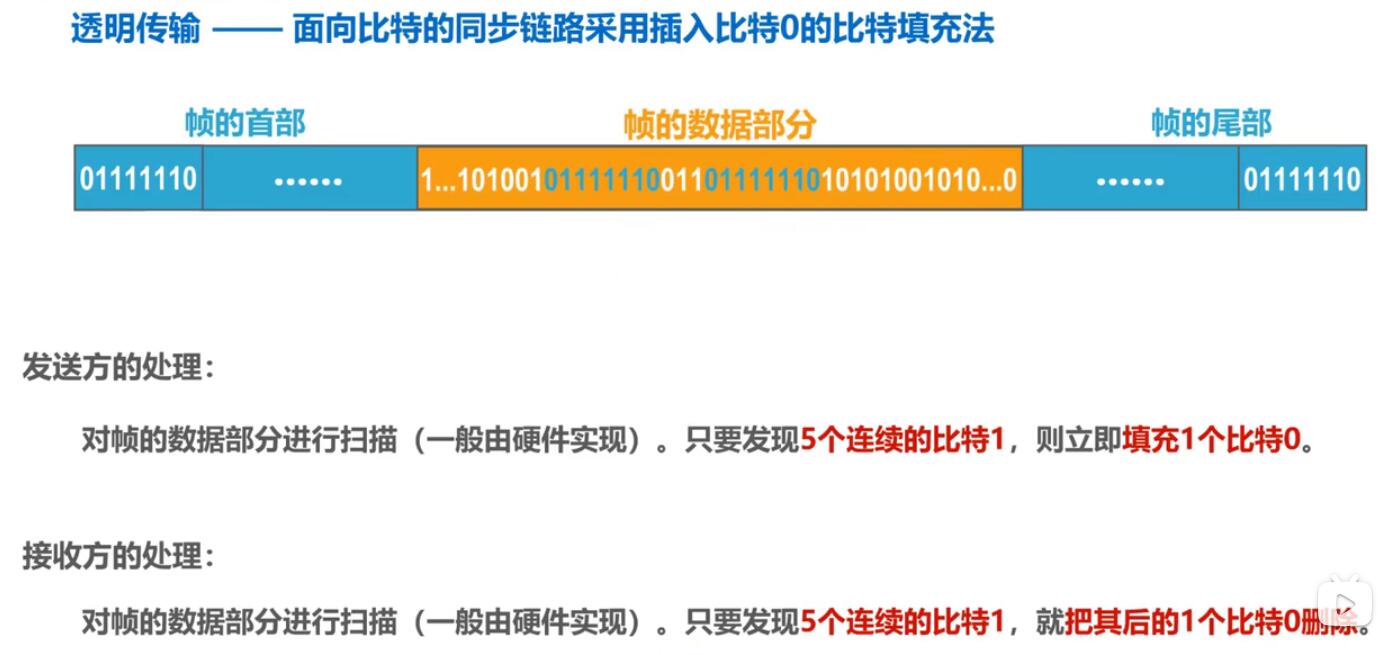 透明传输 —— 面向比特的同步链路采用插入比特0的比特填充法
帧的首部 帧的数据部分 帧的尾部
01111110 …… 1...101001011111100110111111010101001010...0 …… 01111110
发送方的处理：
对帧的数据部分进行扫描（一般由硬件实现）。只要发现5个连续的比特1，则立即填充1个比特0。
接收方的处理：
对帧的数据部分进行扫描（一般由硬件实现）。只要发现5个连续的比特1，就把其后的1个比特0删除。